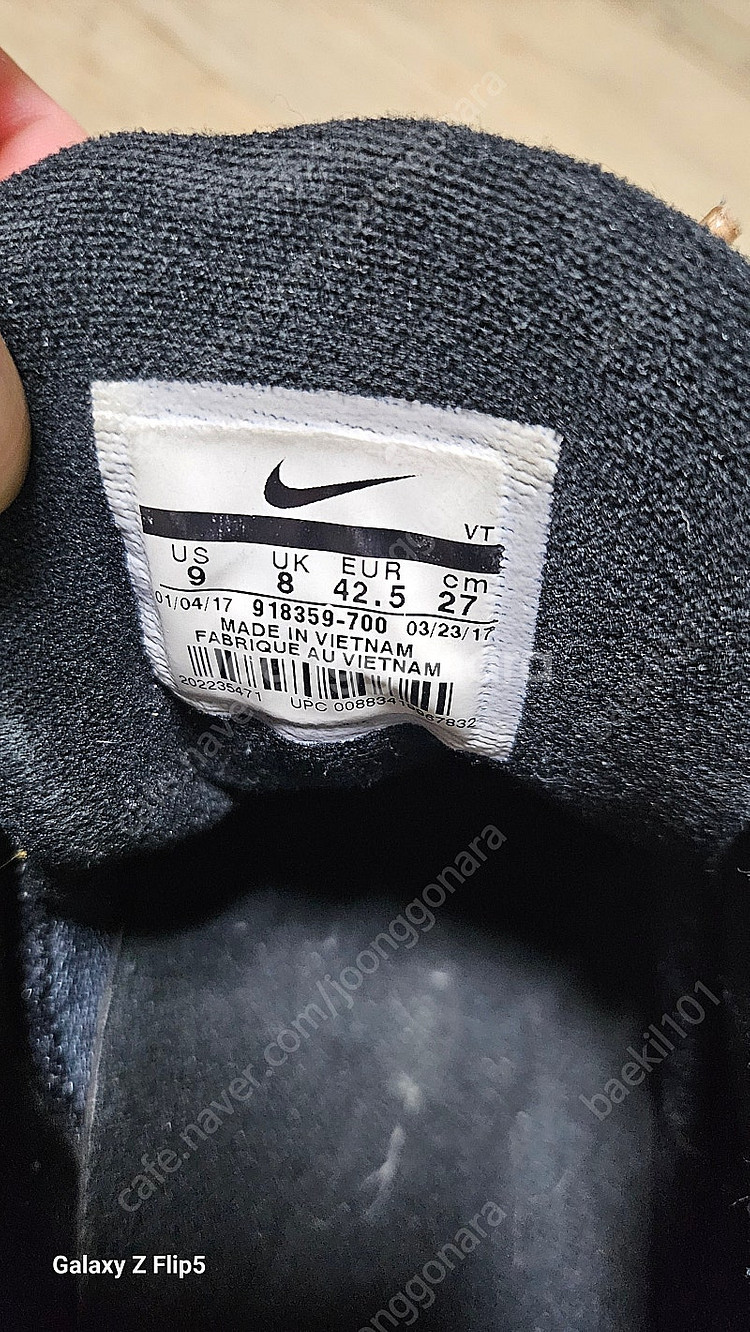 VT
US UK EUR cm
9 8 42.5 27
01/04/17 918359-700 03/23/17
MADE IN VIETNAM
FABRIQUE AU VIETNAM
202235471 UPC
cafe.naver.com/joonggonara
baekil101
joonggonara
Galaxy Z Flip5